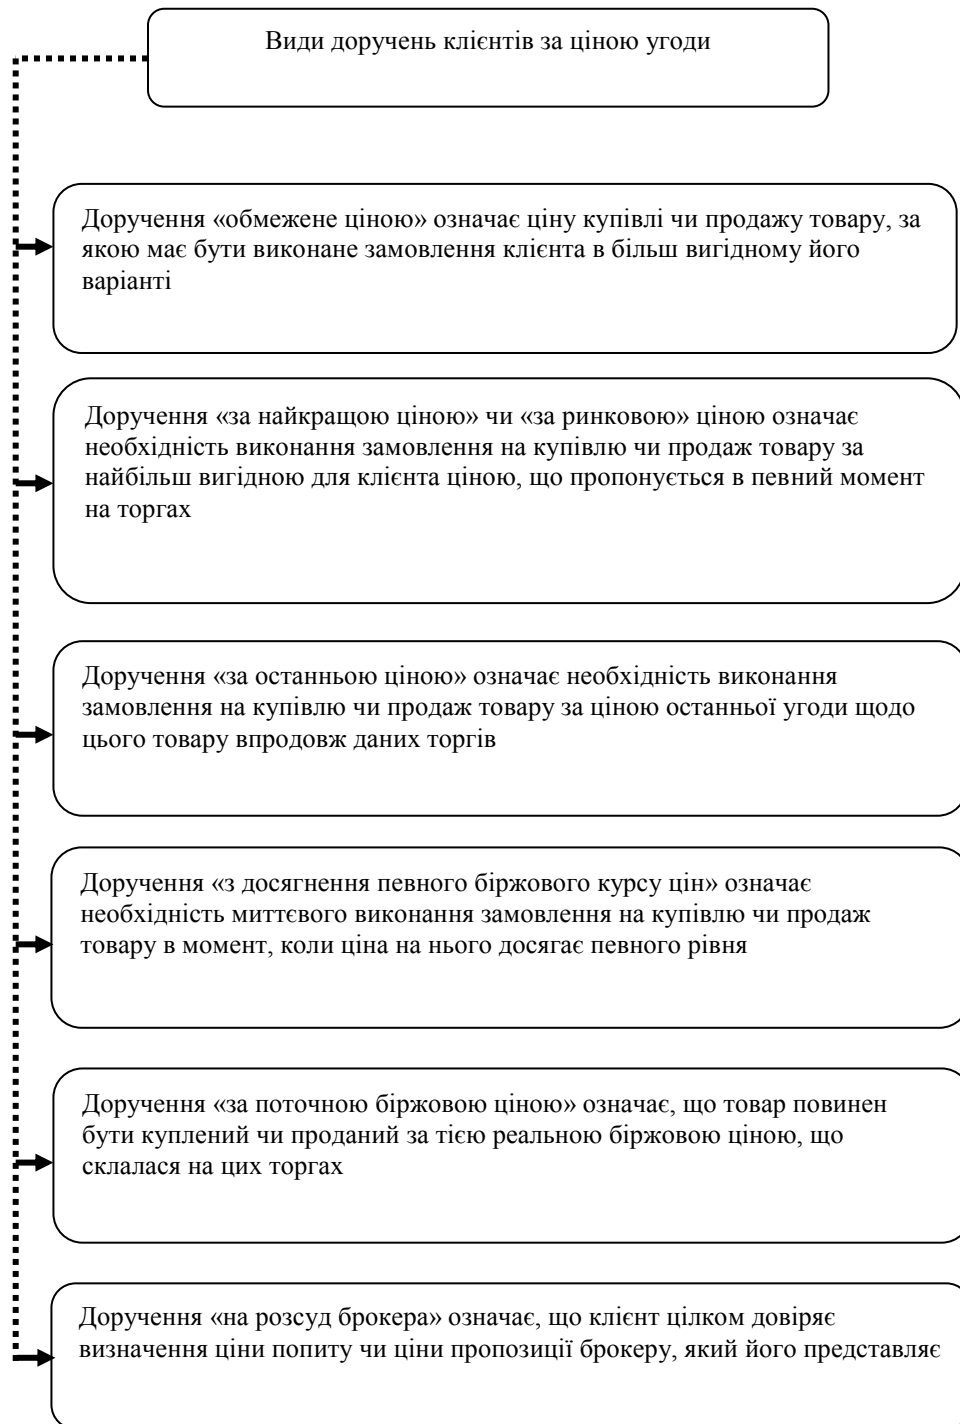 Види доручень клієнтів за ціною угоди
Доручення «обмежене ціною» означає ціну купівлі чи продажу товару, за
якою має бути виконане замовлення клієнта в більш вигідному його
варіанті
Доручення «за найкращою ціною» чи «за ринковою» ціною означає
необхідність виконання замовлення на купівлю чи продаж товару за
найбільш вигідною для клієнта ціною, що пропонується в певний момент
на торгах
Доручення «за останньою ціною» означає необхідність виконання
замовлення на купівлю чи продаж товару за ціною останньої угоди щодо
цього товару впродовж даних торгів
Доручення «з досягнення певного біржового курсу цін» означає
необхідність миттєвого виконання замовлення на купівлю чи продаж
товару в момент, коли ціна на нього досягає певного рівня
Доручення «за поточною біржовою ціною» означає, що товар повинен
бути куплений чи проданий за тією реальною біржовою ціною, що
склалася на цих торгах
Доручення «на розсуд брокера» означає, що клієнт цілком довіряє
визначення ціни попиту чи ціни пропозиції брокеру, який його представляє